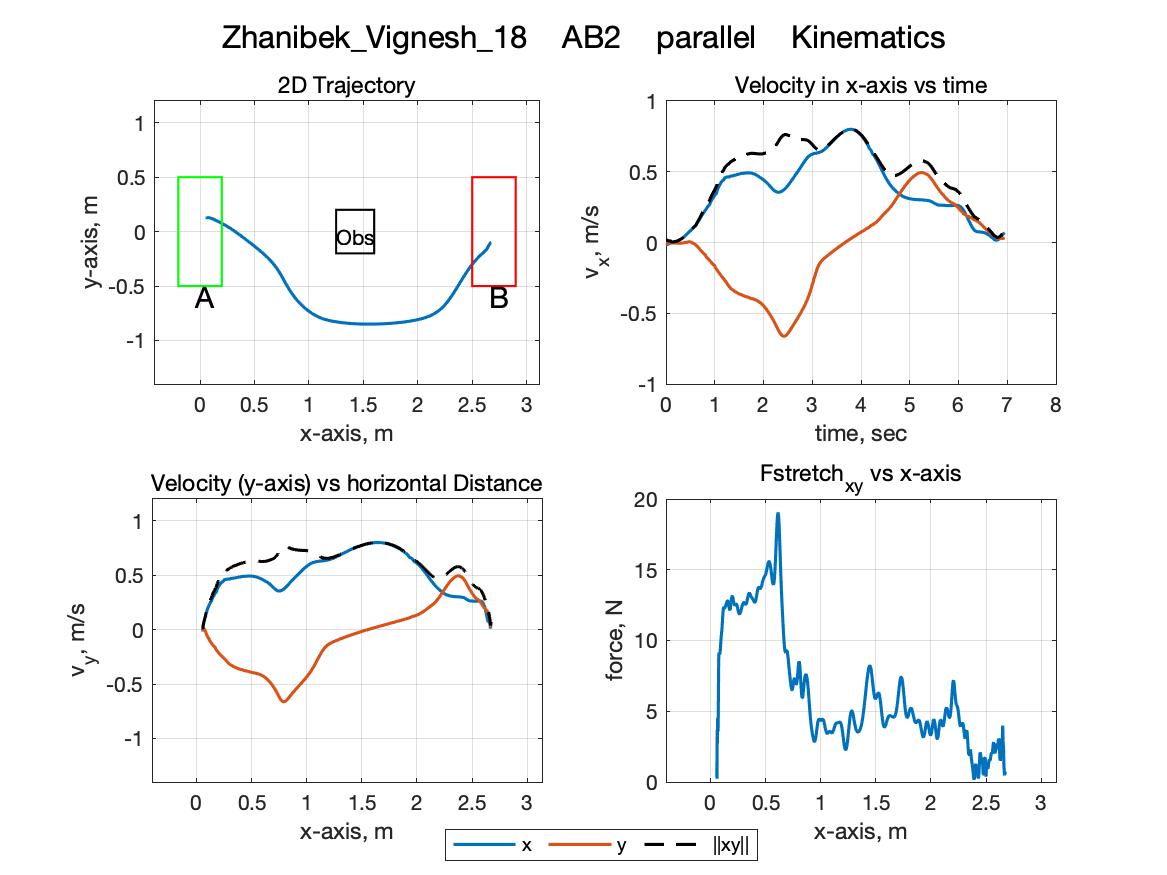 Zhanibek_Vignesh_18 AB2 parallel Kinematics
2D Trajectory
1
0.5
0
-0.5
-1
y-axis, m
Obs
A
B
0 0.5 1 1.5 2 2.5 3
x-axis, m
Velocity in x-axis vs time
1
0.5
0
-0.5
-1
v_x, m/s
0 1 2 3 4 5 6 7 8
time, sec
Velocity (y-axis) vs horizontal Distance
1
0.5
0
-0.5
-1
v_y, m/s
0 0.5 1 1.5 2 2.5 3
x-axis, m
Fstretch_xy vs x-axis
20
15
10
5
0
force, N
0 0.5 1 1.5 2 2.5 3
x-axis, m
x y ||xy||